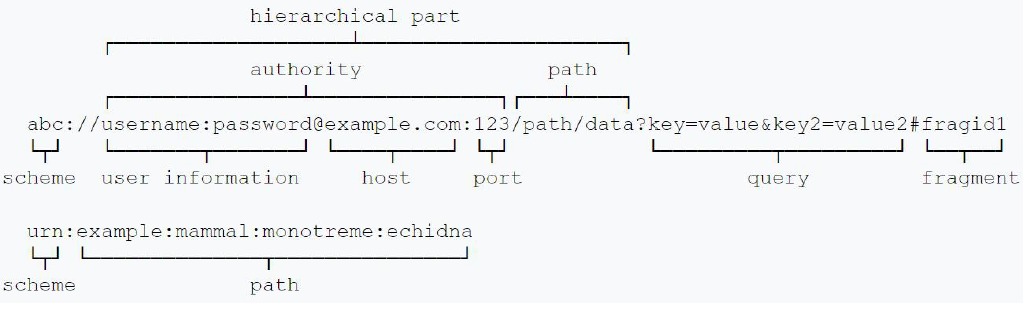 hierarchical part
authority path
abc://username:password@example.com:123/path/data?key=value&key2=value2#fragid1
scheme user information host port query fragment
urn:example:mammal:monotreme:echidna
scheme path